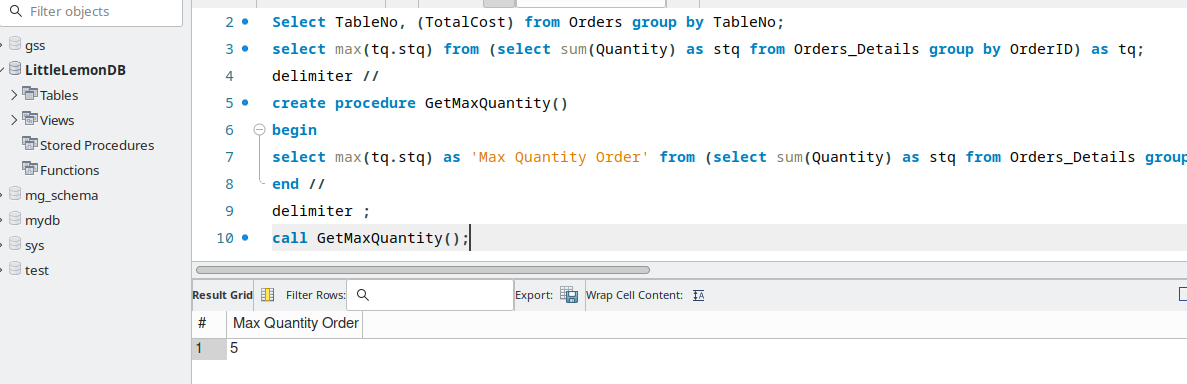 Filter objects
gss
LittleLemonDB
Tables
Views
Stored Procedures
Functions
mg_schema
mydb
sys
test
2 Select TableNo, (TotalCost) from Orders group by TableNo;
3 select max(tq.stq) from (select sum(Quantity) as stq from Orders_Details group by OrderID) as tq;
4 delimiter //
5 create procedure GetMaxQuantity()
6 begin
7 select max(tq.stq) as 'Max Quantity Order' from (select sum(Quantity) as stq from Orders_Details group
8 end //
9 delimiter ;
10 call GetMaxQuantity();
Result Grid Filter Rows: Export: Wrap Cell Content:
# Max Quantity Order
1 5